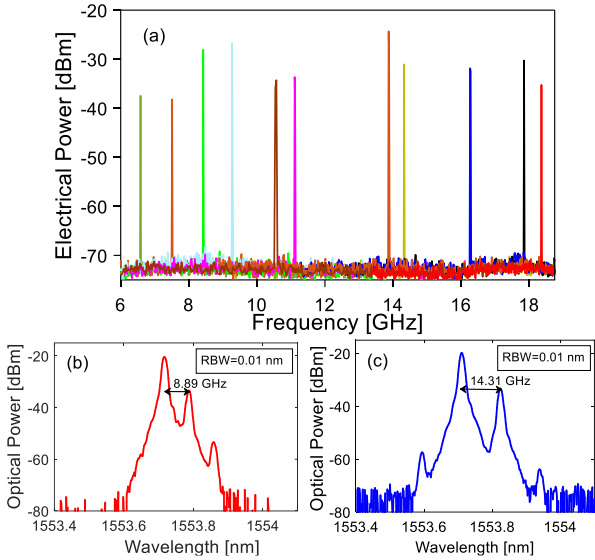 (a)
Electrical Power [dBm]
-20
-30
-40
-50
-60
-70
6 8 10 12 14 16 18
Frequency [GHz]
(b)
RBW=0.01 nm
8.89 GHz
Optical Power [dBm]
-20
-40
-60
-80
1553.4 1553.6 1553.8 1554
Wavelength [nm]
(c)
RBW=0.01 nm
14.31 GHz
Optical Power [dBm]
-20
-40
-60
-80
1553.4 1553.6 1553.8 1554
Wavelength [nm]